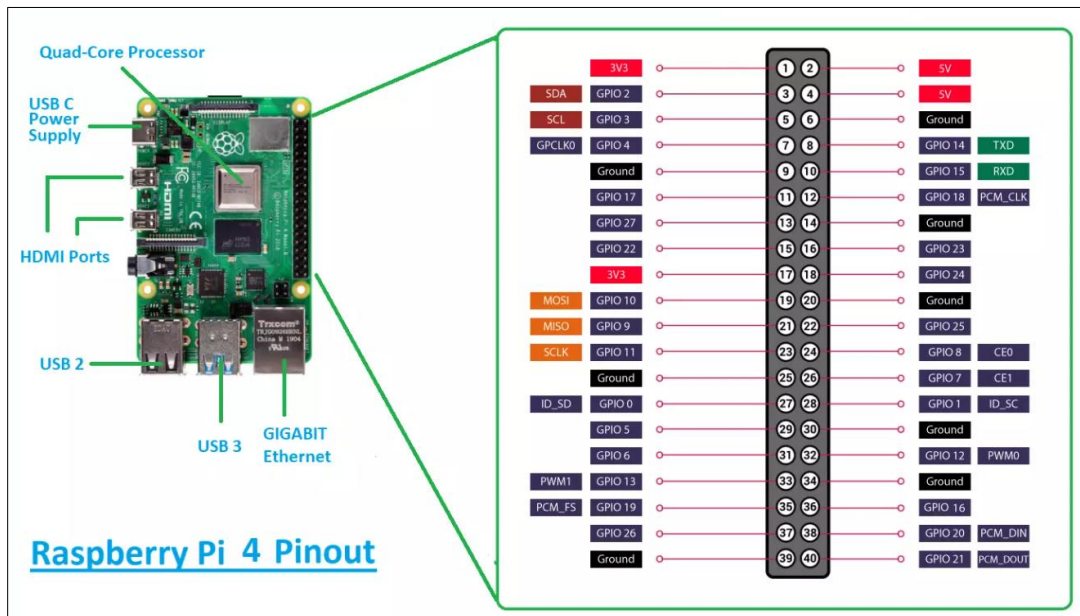 Quad-Core Processor
USB C
Power
Supply
HDMI Ports
USB 2
USB 3
GIGABIT
Ethernet
HDMI
Trxcom
China M 1904
Raspberry Pi 4 Pinout
3V3 1 2 5V
SDA GPIO 2 3 4 5V
SCL GPIO 3 5 6 Ground
GPCLK0 GPIO 4 7 8 GPIO 14 TXD
Ground 9 10 GPIO 15 RXD
GPIO 17 11 12 GPIO 18 PCM_CLK
GPIO 27 13 14 Ground
GPIO 22 15 16 GPIO 23
3V3 17 18 GPIO 24
MOSI GPIO 10 19 20 Ground
MISO GPIO 9 21 22 GPIO 25
SCLK GPIO 11 23 24 GPIO 8 CE0
Ground 25 26 GPIO 7 CE1
ID_SD GPIO 0 27 28 GPIO 1 ID_SC
GPIO 5 29 30 Ground
GPIO 6 31 32 GPIO 12 PWM0
PWM1 GPIO 13 33 34 Ground
PCM_FS GPIO 19 35 36 GPIO 16
GPIO 26 37 38 GPIO 20 PCM_DIN
Ground 39 40 GPIO 21 PCM_DOUT